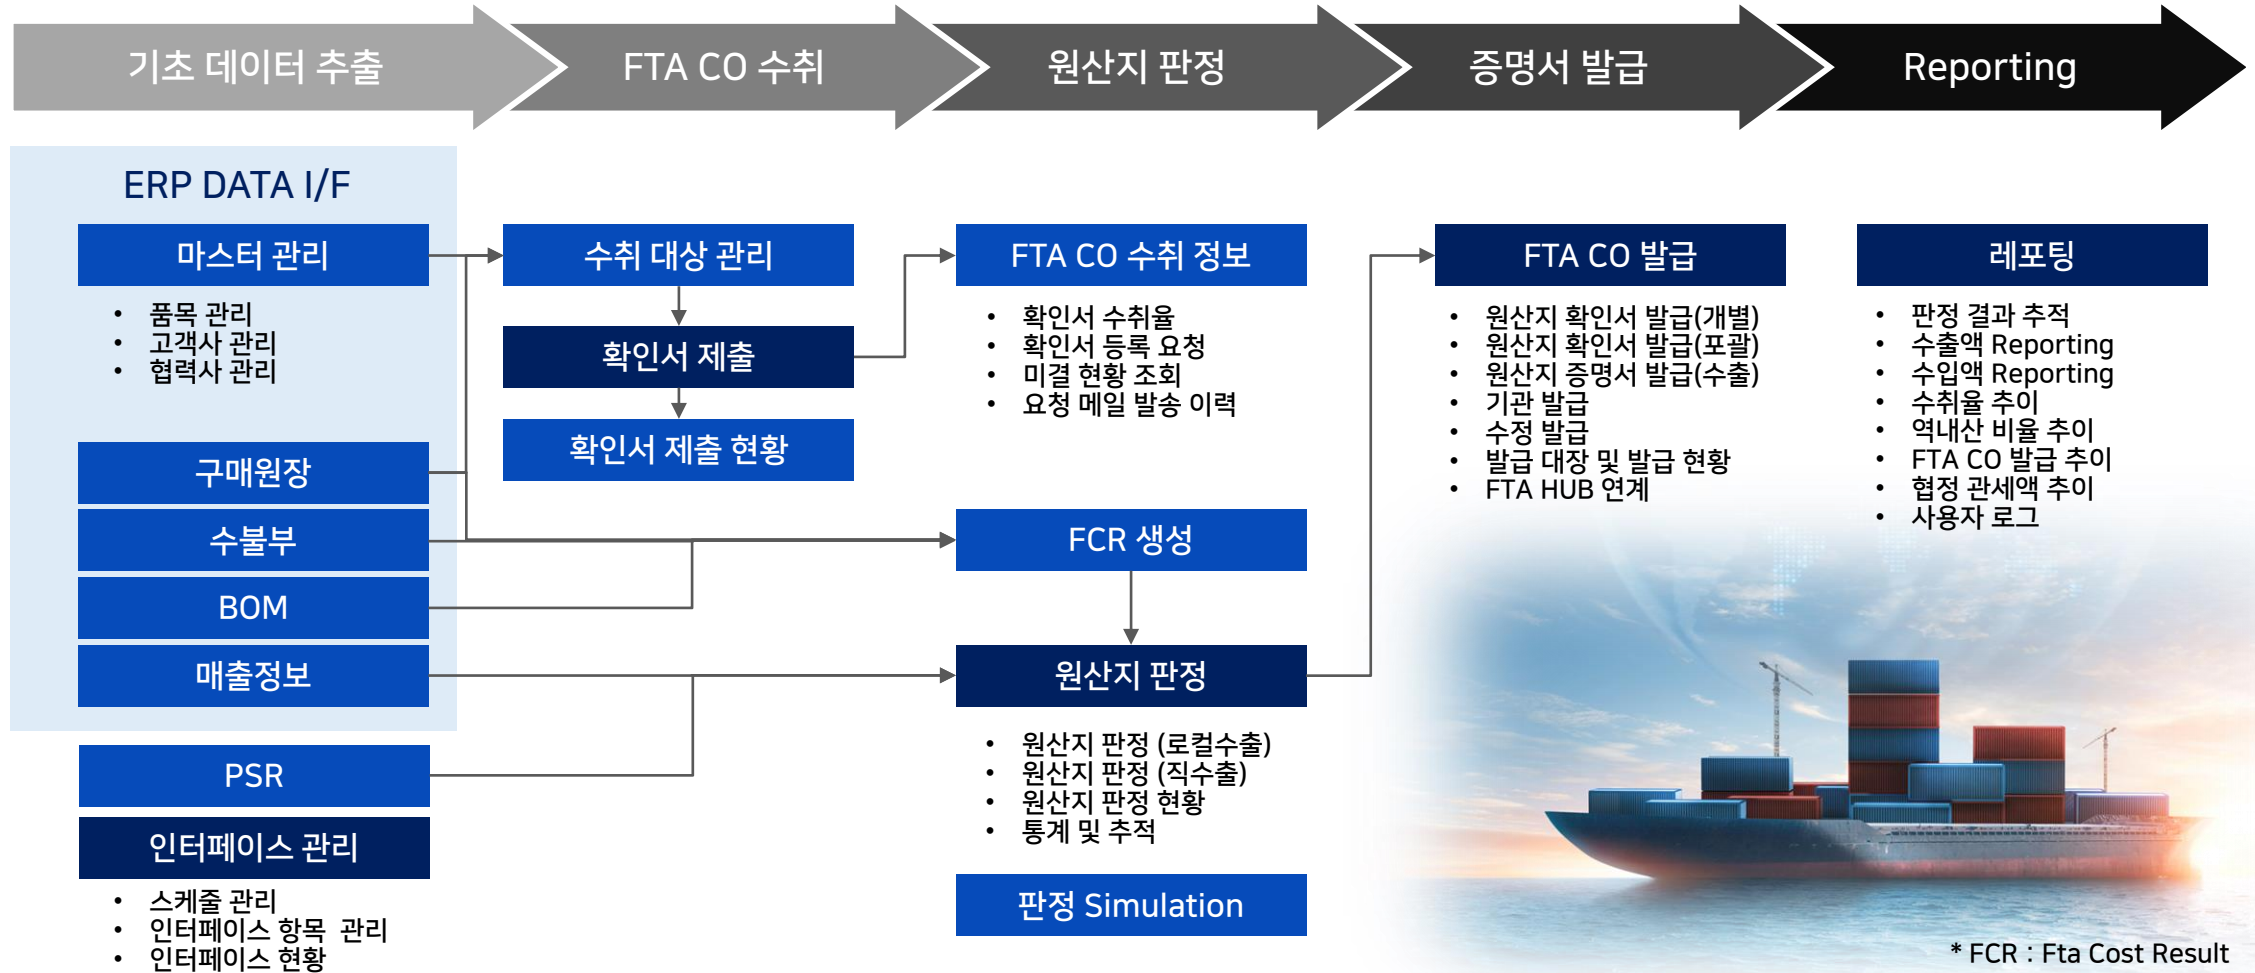 기초 데이터 추출
FTA CO 수취
원산지 판정
증명서 발급
Reporting
ERP DATA I/F
마스터 관리
• 품목 관리
• 고객사 관리
• 협력사 관리
구매원장
수불부
BOM
매출정보
PSR
인터페이스 관리
• 스케줄 관리
• 인터페이스 항목  관리
• 인터페이스 현황
수취 대상 관리
확인서 제출
확인서 제출 현황
FTA CO 수취 정보
• 확인서 수취율
• 확인서 등록 요청
• 미결 현황 조회
• 요청 메일 발송 이력
FCR 생성
원산지 판정
• 원산지 판정 (로컬수출)
• 원산지 판정 (직수출)
• 원산지 판정 현황
• 통계 및 추적
판정 Simulation
FTA CO 발급
• 원산지 확인서 발급(개별)
• 원산지 확인서 발급(포괄)
• 원산지 증명서 발급(수출)
• 기관 발급
• 수정 발급
• 발급 대장 및 발급 현황
• FTA HUB 연계
레포팅
• 판정 결과 추적
• 수출액 Reporting
• 수입액 Reporting
• 수취율 추이
• 역내산 비율 추이
• FTA CO 발급 추이
• 협정 관세액 추이
• 사용자 로그
* FCR : Fta Cost Result